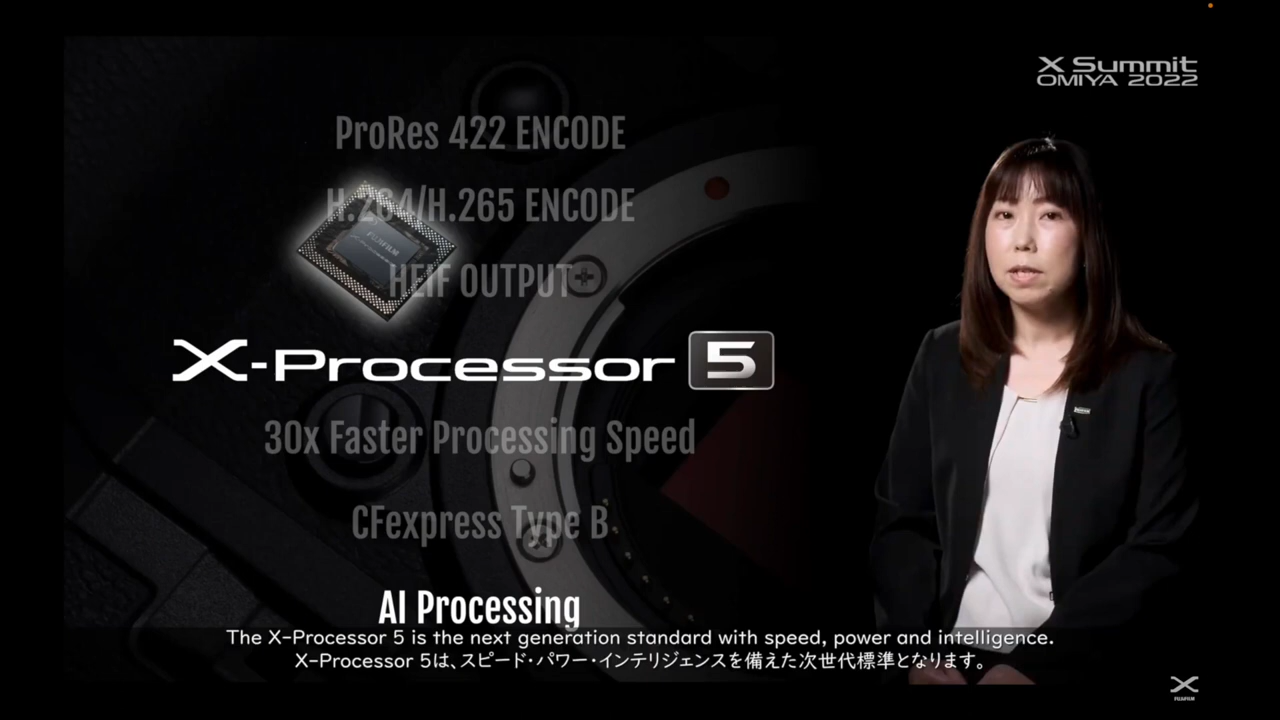 X Summit
OMIYA 2022
ProRes 422 ENCODE
H.264/H.265 ENCODE
FUJIFILM
HEIF OUTPUT
X-Processor 5
30x Faster Processing Speed
CFexpress Type B
AI Processing
The X-Processor 5 is the next generation standard with speed, power and intelligence.
X-Processor 5は、スピード・パワー・インテリジェンスを備えた次世代標準となります。
X
FUJIFILM